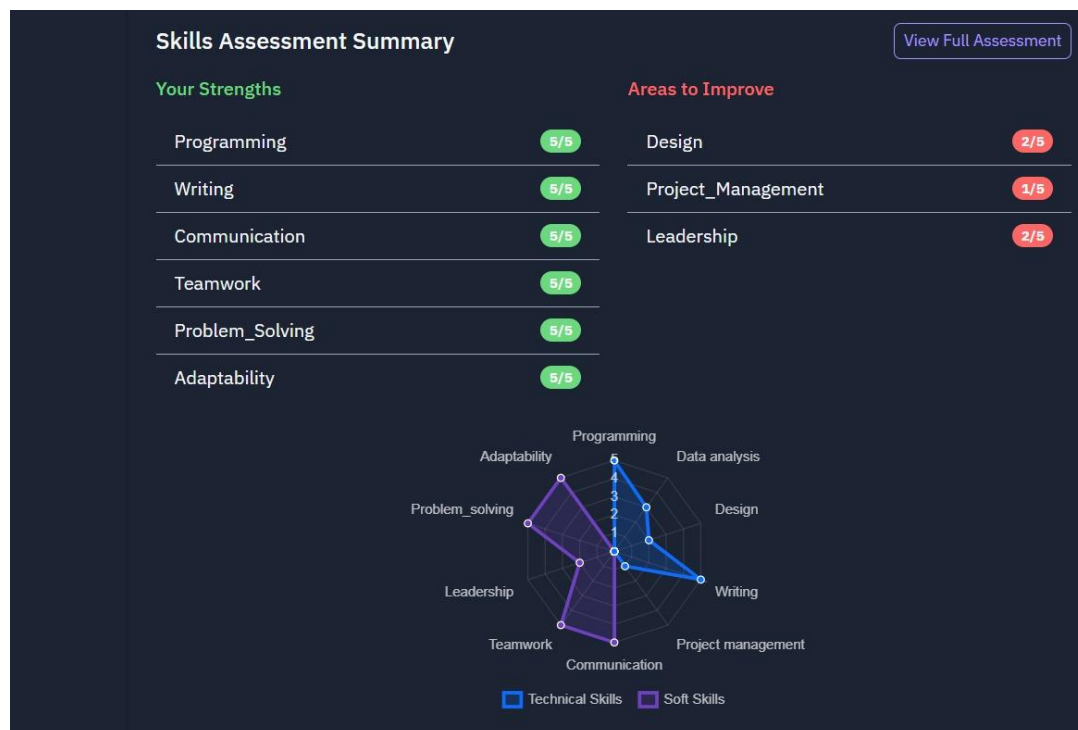 Skills Assessment Summary
View Full Assessment
Your Strengths
Programming 5/5
Writing 5/5
Communication 5/5
Teamwork 5/5
Problem_Solving 5/5
Adaptability 5/5
Areas to Improve
Design 2/5
Project_Management 1/5
Leadership 2/5
Programming
Adaptability
Data analysis
5
4
3
2
1
Problem_solving
Design
Leadership
Writing
Teamwork
Project management
Communication
Technical Skills
Soft Skills